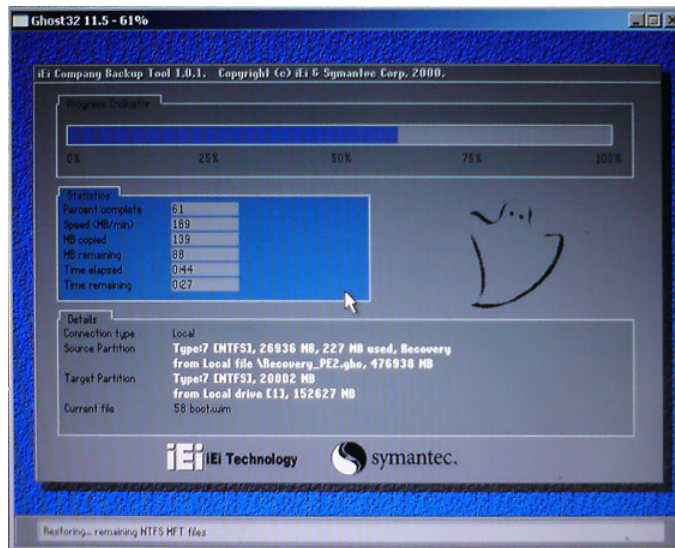 Ghost32 11.5 - 61%
iEi Company Backup Tool 1.0.1.   Copyright (c) iEi & Symantec Corp, 2000.
Progress Indicator
0% 25% 50% 75% 100%
Statistics
Percent complete 61
Speed (MB/min) 189
MB copied 139
MB remaining 88
Time elapsed 0:44
Time remaining 0:27
Details
Connection type Local
Source Partition Type:7 [NTFS], 26936 MB, 227 MB used, Recovery
from Local file \Recovery_PE2.gho, 476938 MB
Target Partition Type:7 [NTFS], 20002 MB
from Local drive [1], 152627 MB
Current file 58 boot.wim
iEi iEi Technology symantec.
Restoring... remaining NTFS MFT files